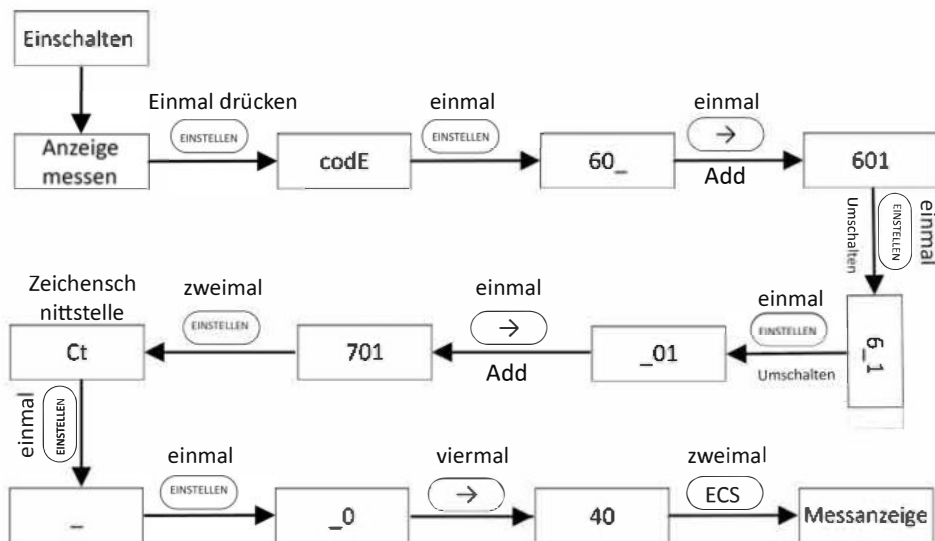 Einschalten
Einmal drücken
EINSTELLEN
einmal
EINSTELLEN
einmal
→
Anzeige
messen
codE
60_
Add
601
Umschalten
EINSTELLEN
einmal
Zeichensch
nittstelle
zweimal
EINSTELLEN
einmal
→
einmal
EINSTELLEN
Ct
701
Add
_01
Umschalten
6_1
einmal
EINSTELLEN
einmal
EINSTELLEN
viermal
→
zweimal
ECS
_
_0
40
Messanzeige